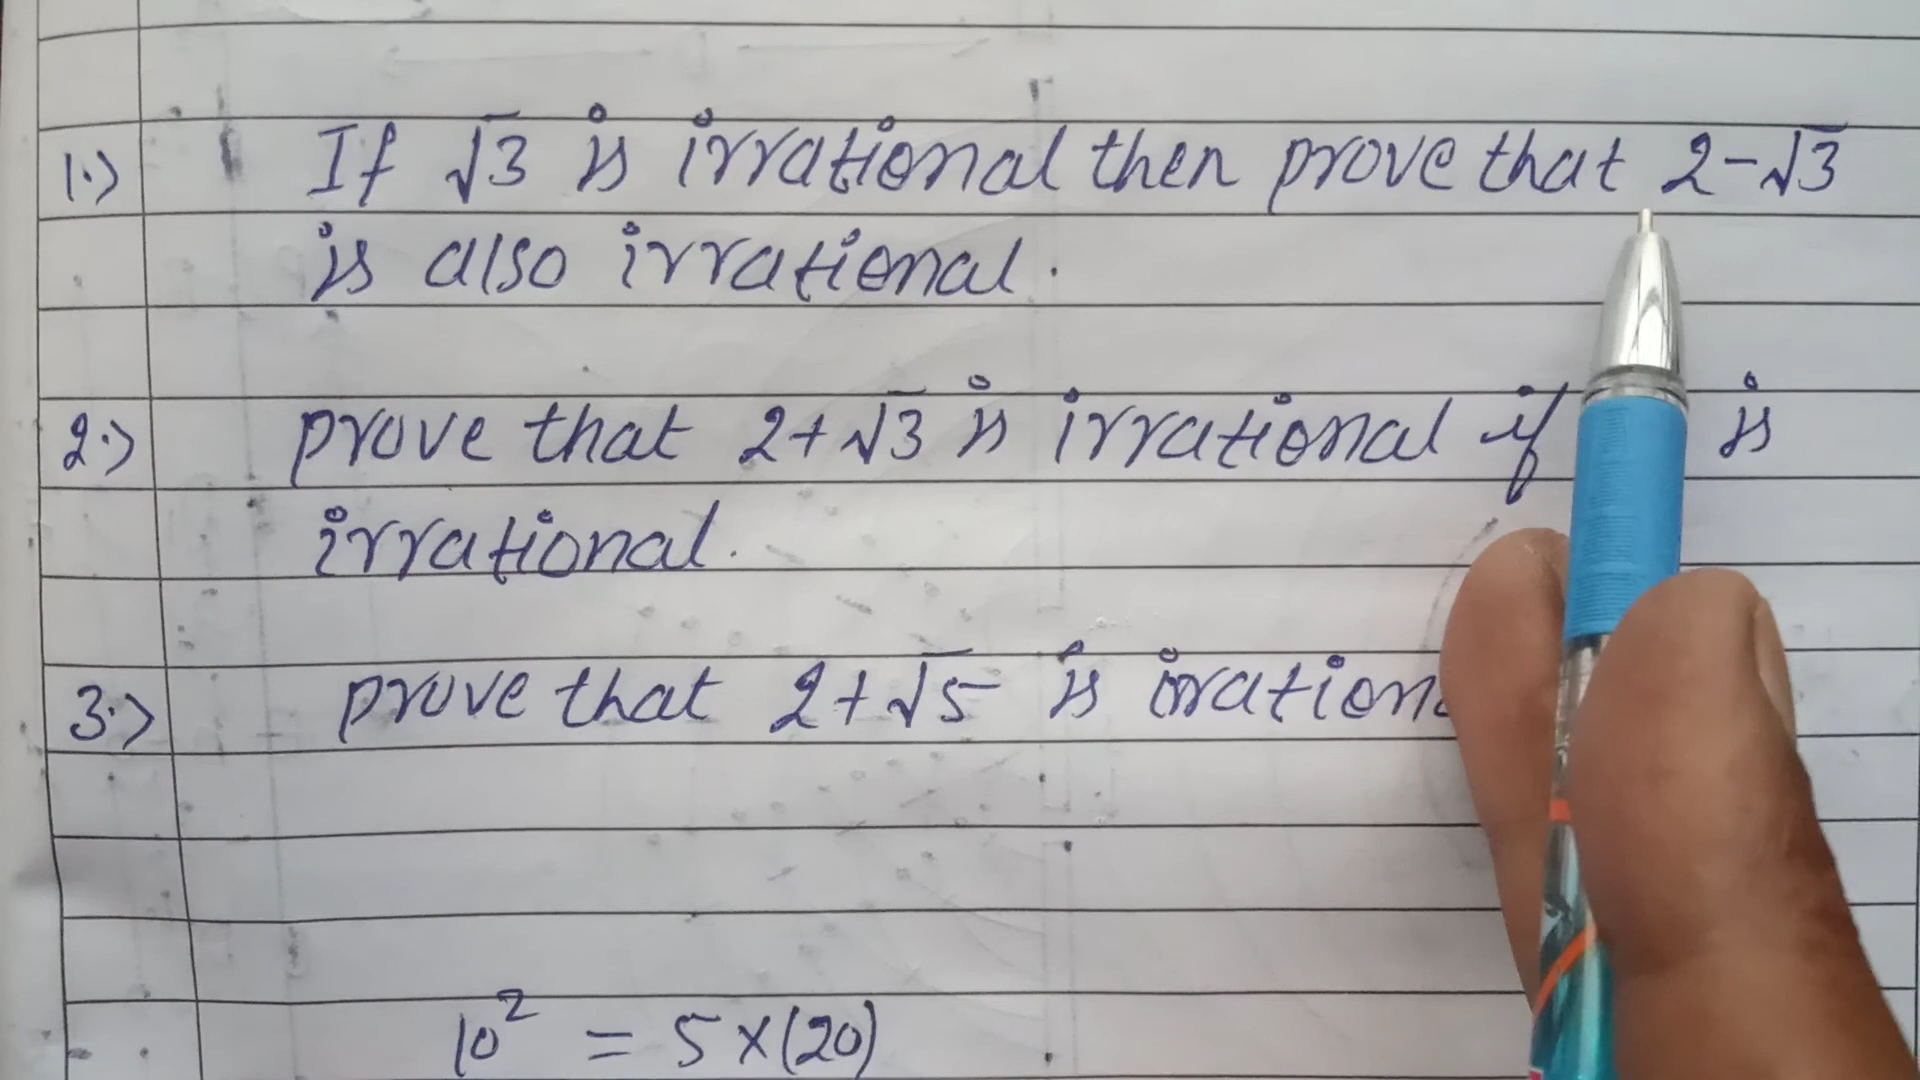 1.) If √3 is irrational then prove that 2-√3
is also irrational.
2.) prove that 2+√3 is irrational if is
irrational.
3.) prove that 2+√5 is
10² = 5×(20)